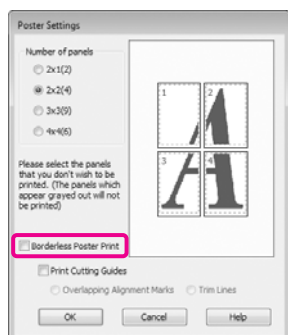 Poster Settings
Number of panels
2x1(2)
2x2(4)
3x3(9)
4x4(6)
1 2
3 4
A
Please select the panels
that you don't wish to be
printed. (The panels which
appear grayed out will not
be printed)
Borderless Poster Print
Print Cutting Guides
Overlapping Alignment Marks Trim Lines
OK Cancel Help